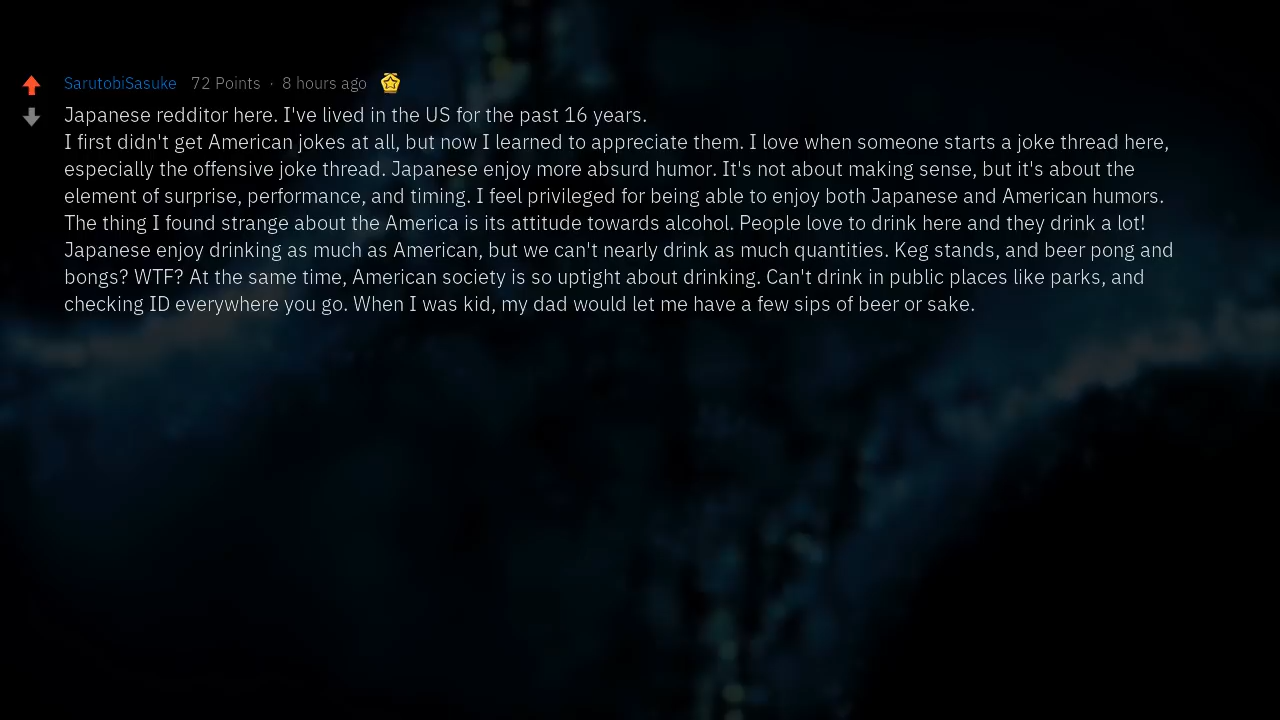 SarutobiSasuke 72 Points · 8 hours ago
Japanese redditor here. I've lived in the US for the past 16 years.
I first didn't get American jokes at all, but now I learned to appreciate them. I love when someone starts a joke thread here,
especially the offensive joke thread. Japanese enjoy more absurd humor. It's not about making sense, but it's about the
element of surprise, performance, and timing. I feel privileged for being able to enjoy both Japanese and American humors.
The thing I found strange about the America is its attitude towards alcohol. People love to drink here and they drink a lot!
Japanese enjoy drinking as much as American, but we can't nearly drink as much quantities. Keg stands, and beer pong and
bongs? WTF? At the same time, American society is so uptight about drinking. Can't drink in public places like parks, and
checking ID everywhere you go. When I was kid, my dad would let me have a few sips of beer or sake.